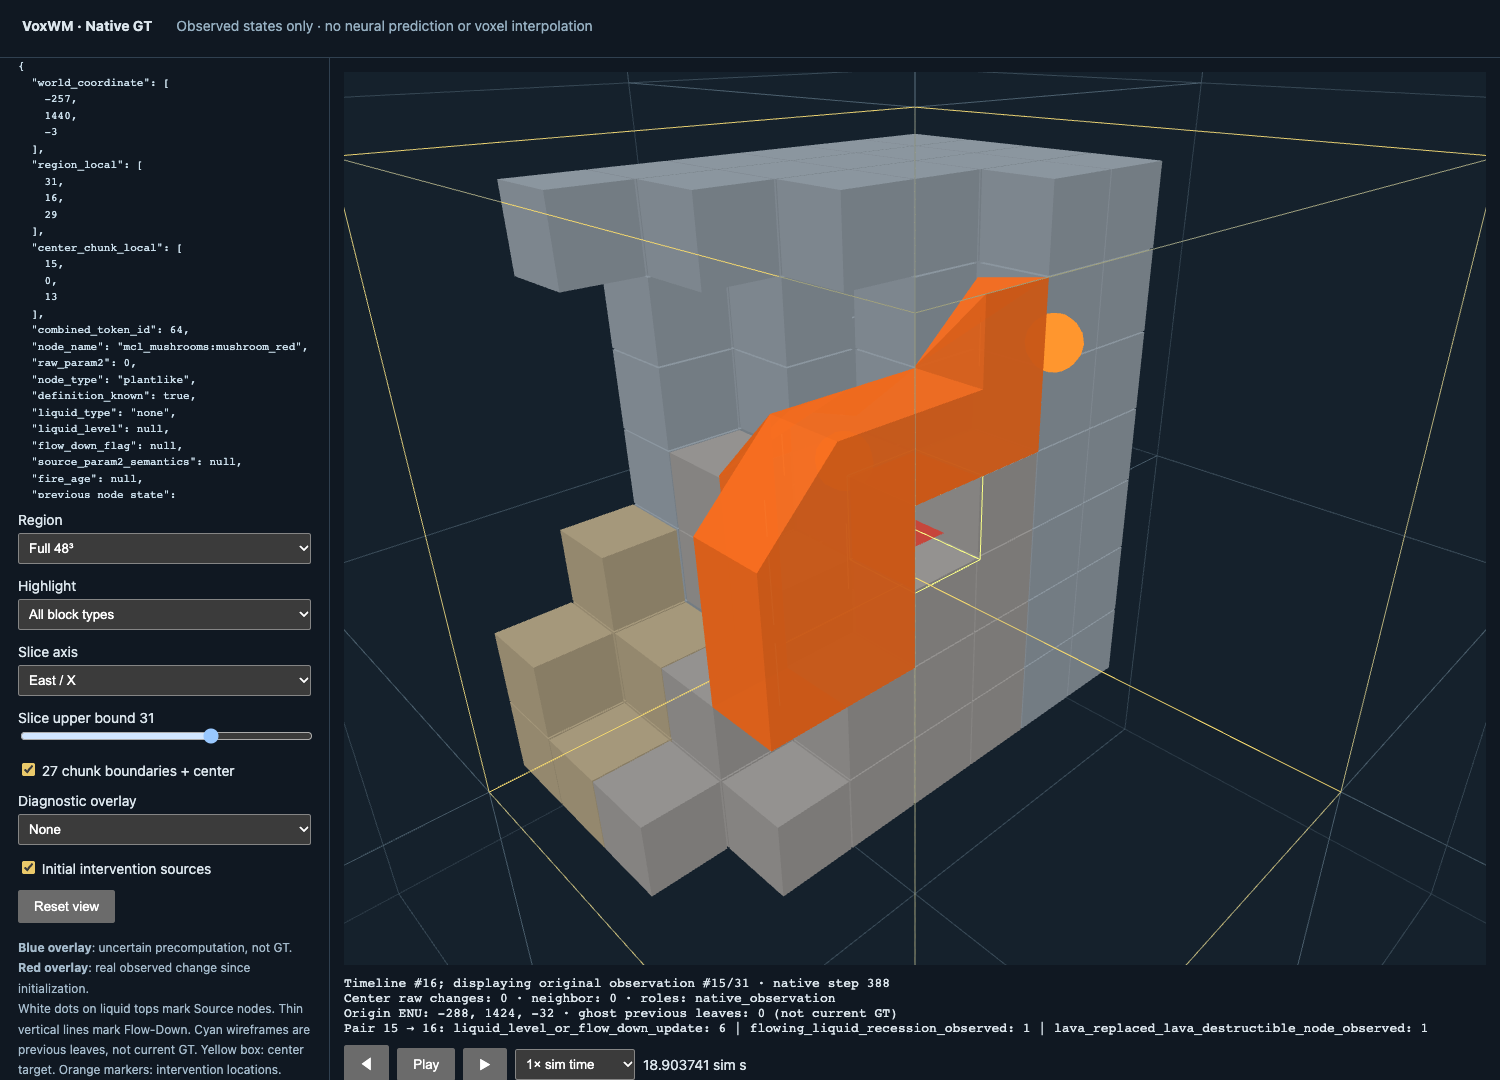 VoxWM · Native GT
Observed states only · no neural prediction or voxel interpolation
{
"world_coordinate": [
-257,
1440,
-3
],
"region_local": [
31,
16,
29
],
"center_chunk_local": [
15,
0,
13
],
"combined_token_id": 64,
"node_name": "mcl_mushrooms:mushroom_red",
"raw_param2": 0,
"node_type": "plantlike",
"definition_known": true,
"liquid_type": "none",
"liquid_level": null,
"flow_down_flag": null,
"source_param2_semantics": null,
"fire_age": null,
"previous_node_state":
Region
Full 48³
Highlight
All block types
Slice axis
East / X
Slice upper bound 31
27 chunk boundaries + center
Diagnostic overlay
None
Initial intervention sources
Reset view
Blue overlay: uncertain precomputation, not GT.
Red overlay: real observed change since
initialization.
White dots on liquid tops mark Source nodes. Thin
vertical lines mark Flow-Down. Cyan wireframes are
previous leaves, not current GT. Yellow box: center
target. Orange markers: intervention locations.
Timeline #16; displaying original observation #15/31 · native step 388
Center raw changes: 0 · neighbor: 0 · roles: native_observation
Origin ENU: -288, 1424, -32 · ghost previous leaves: 0 (not current GT)
Pair 15 → 16: liquid_level_or_flow_down_update: 6 | flowing_liquid_recession_observed: 1 | lava_replaced_lava_destructible_node_observed: 1
Play
1× sim time
18.903741 sim s